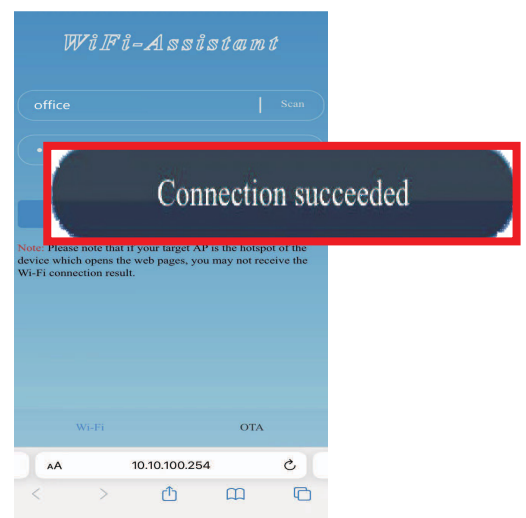 WiFi-Assistant
office
Scan
Connection succeeded
Note: Please note that if your target AP is the hotspot of the
device which opens the web pages, you may not receive the
Wi-Fi connection result.
Wi-Fi
OTA
AA
10.10.100.254